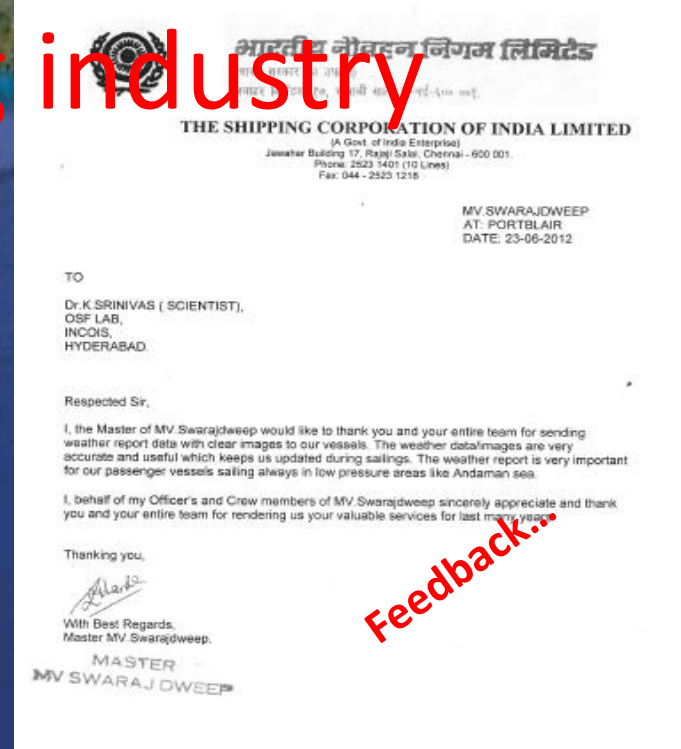 industry
भारतीय नौवहन निगम लिमिटेड
THE SHIPPING CORPORATION OF INDIA LIMITED
(A Govt. of India Enterprise)
Jawahar Building 17, Rajaji Salai, Chennai - 600 001.
Phone: 2523 1401 (10 Lines)
Fax: 044 - 2523 1218
MV.SWARAJDWEEP
AT: PORTBLAIR
DATE: 23-06-2012
TO
Dr.K.SRINIVAS ( SCIENTIST),
OSF LAB,
INCOIS,
HYDERABAD.
Respected Sir,
I, the Master of MV.Swarajdweep would like to thank you and your entire team for sending
weather report data with clear images to our vessels. The weather data/images are very
accurate and useful which keeps us updated during sailings. The weather report is very important
for our passenger vessels sailing always in low pressure areas like Andaman sea.
I, behalf of my Officer's and Crew members of MV.Swarajdweep sincerely appreciate and thank
you and your entire team for rendering us your valuable services for last many years
Feedback...
Thanking you,
With Best Regards,
Master MV.Swarajdweep.
MASTER
MV SWARAJ DWEEP